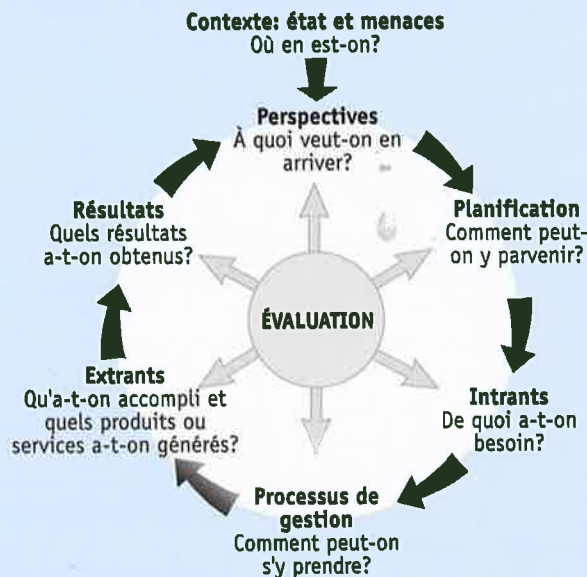 Contexte: état et menaces
Où en est-on?
Perspectives
À quoi veut-on en
arriver?
Planification
Comment peut-
on y parvenir?
Intrants
De quoi a-t-on
besoin?
Processus de
gestion
Comment peut-on
s'y prendre?
Extrants
Qu'a-t-on accompli et
quels produits ou
services a-t-on générés?
Résultats
Quels résultats
a-t-on obtenus?
ÉVALUATION